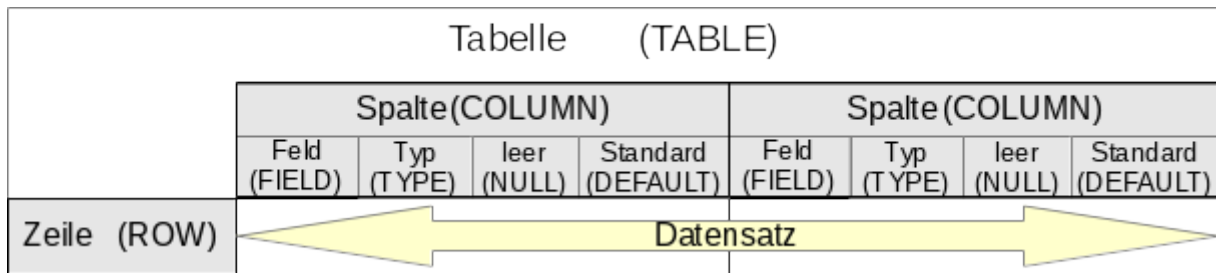 Tabelle (TABLE)
Spalte (COLUMN) Spalte (COLUMN)
Feld Typ leer Standard Feld Typ leer Standard
(FIELD) (TYPE) (NULL) (DEFAULT) (FIELD) (TYPE) (NULL) (DEFAULT)
Zeile (ROW) Datensatz